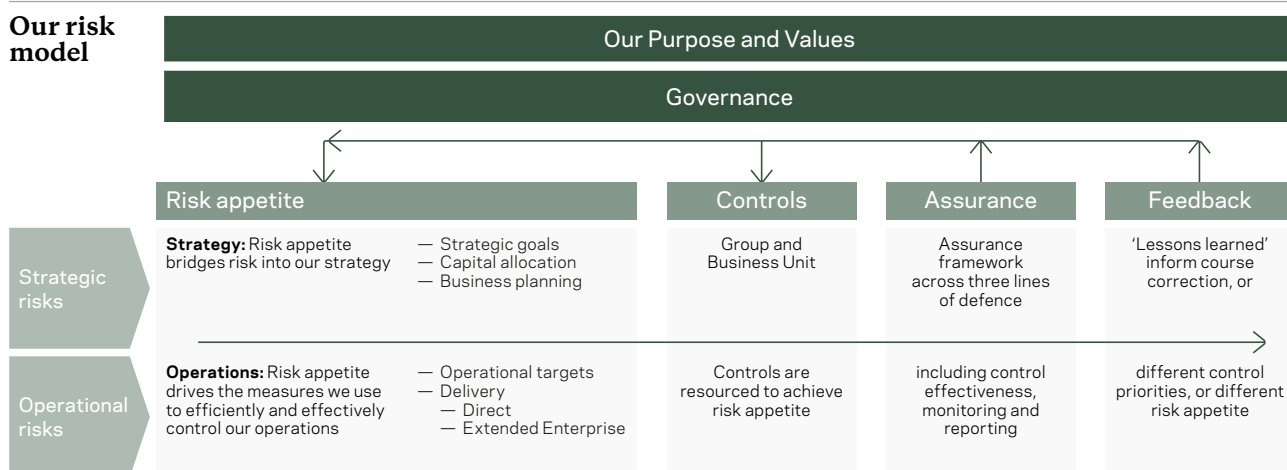 Our risk
model
Our Purpose and Values
Governance
Risk appetite
Controls
Assurance
Feedback
Strategic
risks
Strategy: Risk appetite
bridges risk into our strategy
— Strategic goals
— Capital allocation
— Business planning
Group and
Business Unit
Assurance
framework
across three lines
of defence
‘Lessons learned’
inform course
correction, or
Operational
risks
Operations: Risk appetite
drives the measures we use
to efficiently and effectively
control our operations
— Operational targets
— Delivery
— Direct
— Extended Enterprise
Controls are
resourced to achieve
risk appetite
including control
effectiveness,
monitoring and
reporting
different control
priorities, or different
risk appetite